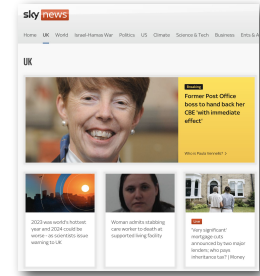 sky news
Home UK World Israel-Hamas War Politics US Climate Science & Tech Business Ents & A
UK
Breaking
Former Post Office
boss to hand back her
CBE 'with immediate
effect'
Who is Paula Vennells?
2023 was world's hottest
year and 2024 could be
worse - as scientists issue
warning to UK
Woman admits stabbing
care worker to death at
supported living facility
Live
'Very significant'
mortgage cuts
announced by two major
lenders; who pays
inheritance tax? | Money